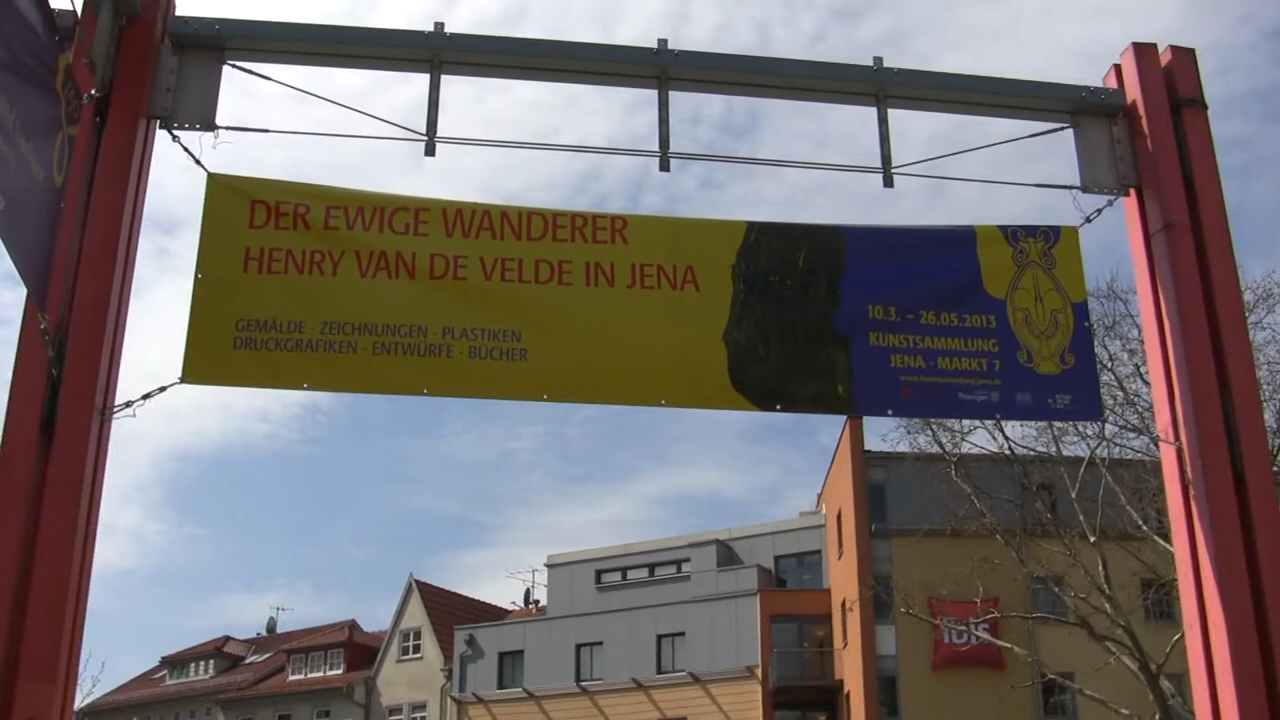 DER EWIGE WANDERER
HENRY VAN DE VELDE IN JENA
GEMÄLDE · ZEICHNUNGEN · PLASTIKEN
DRUCKGRAFIKEN · ENTWÜRFE · BÜCHER
10.3. – 26.05.2013
KUNSTSAMMLUNG
JENA · MARKT 7
Thüringen
ibis